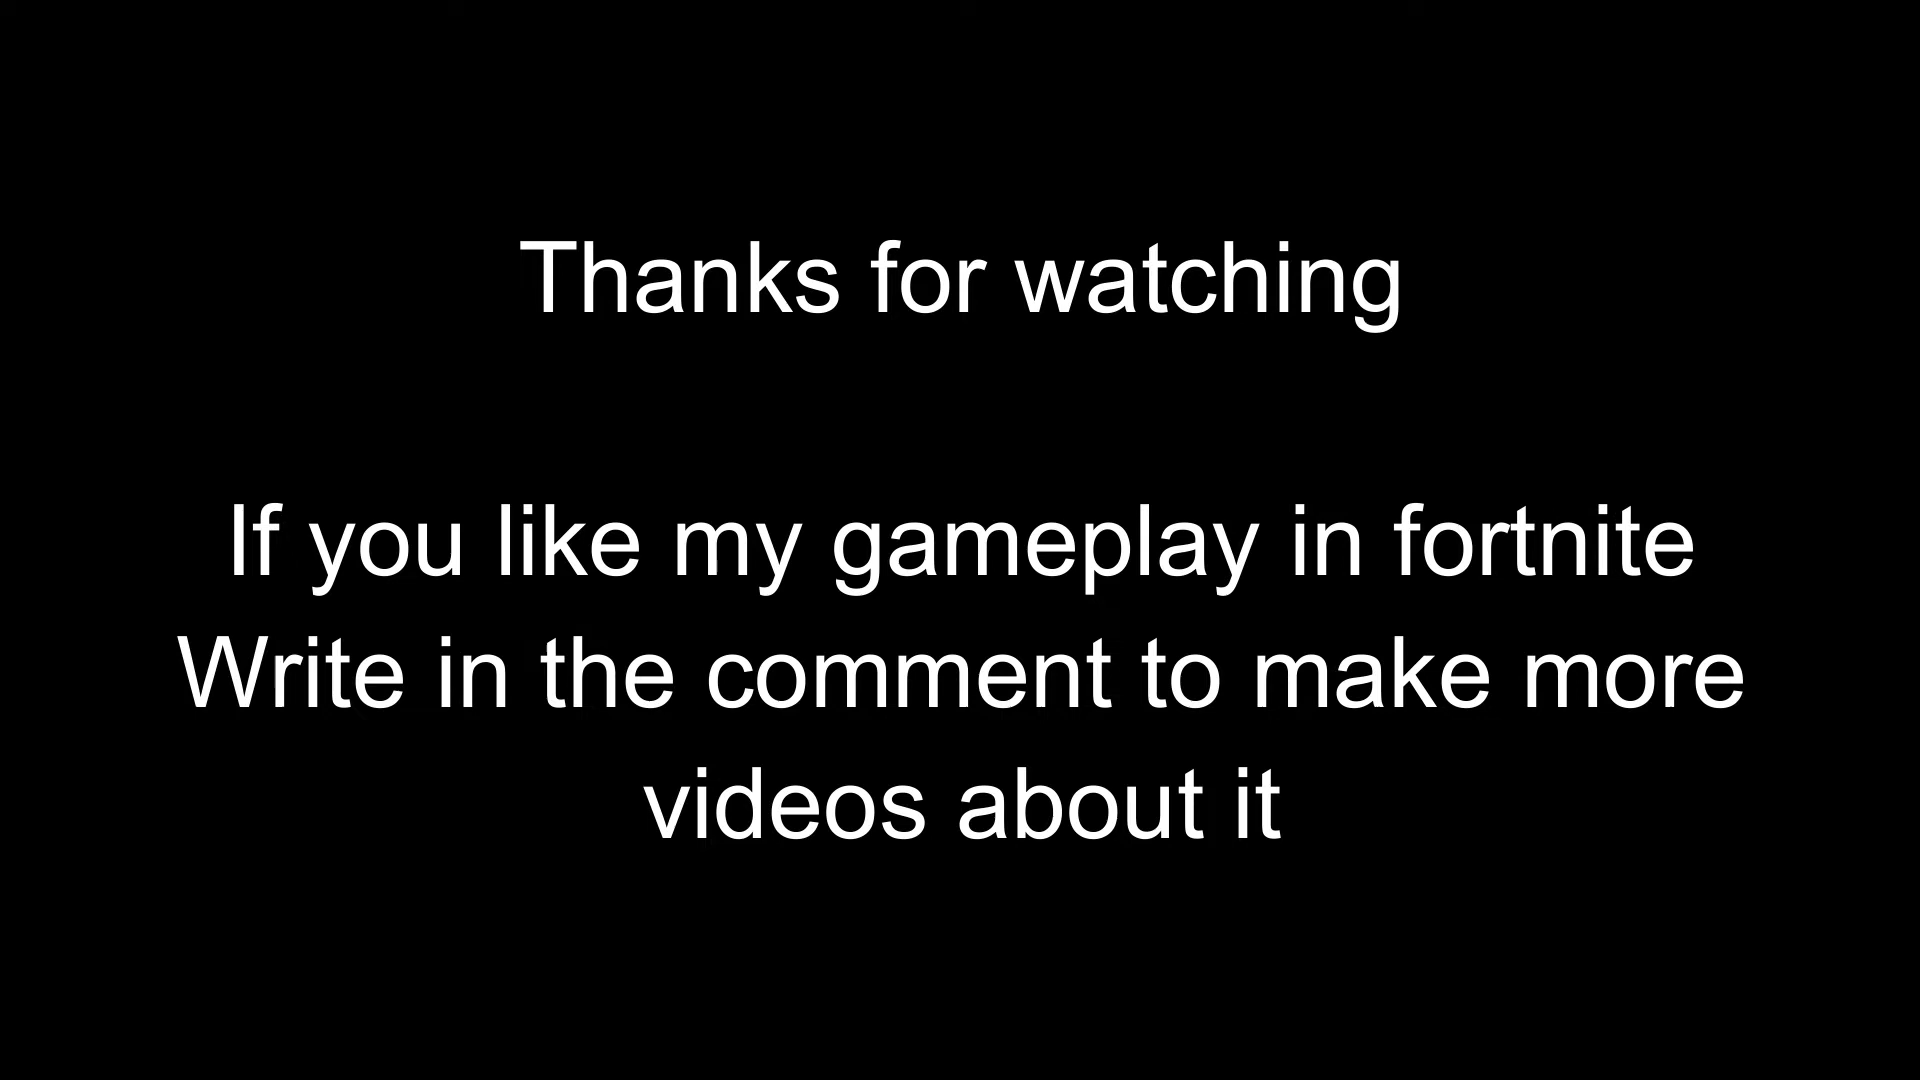 Thanks for watching
If you like my gameplay in fortnite
Write in the comment to make more
videos about it